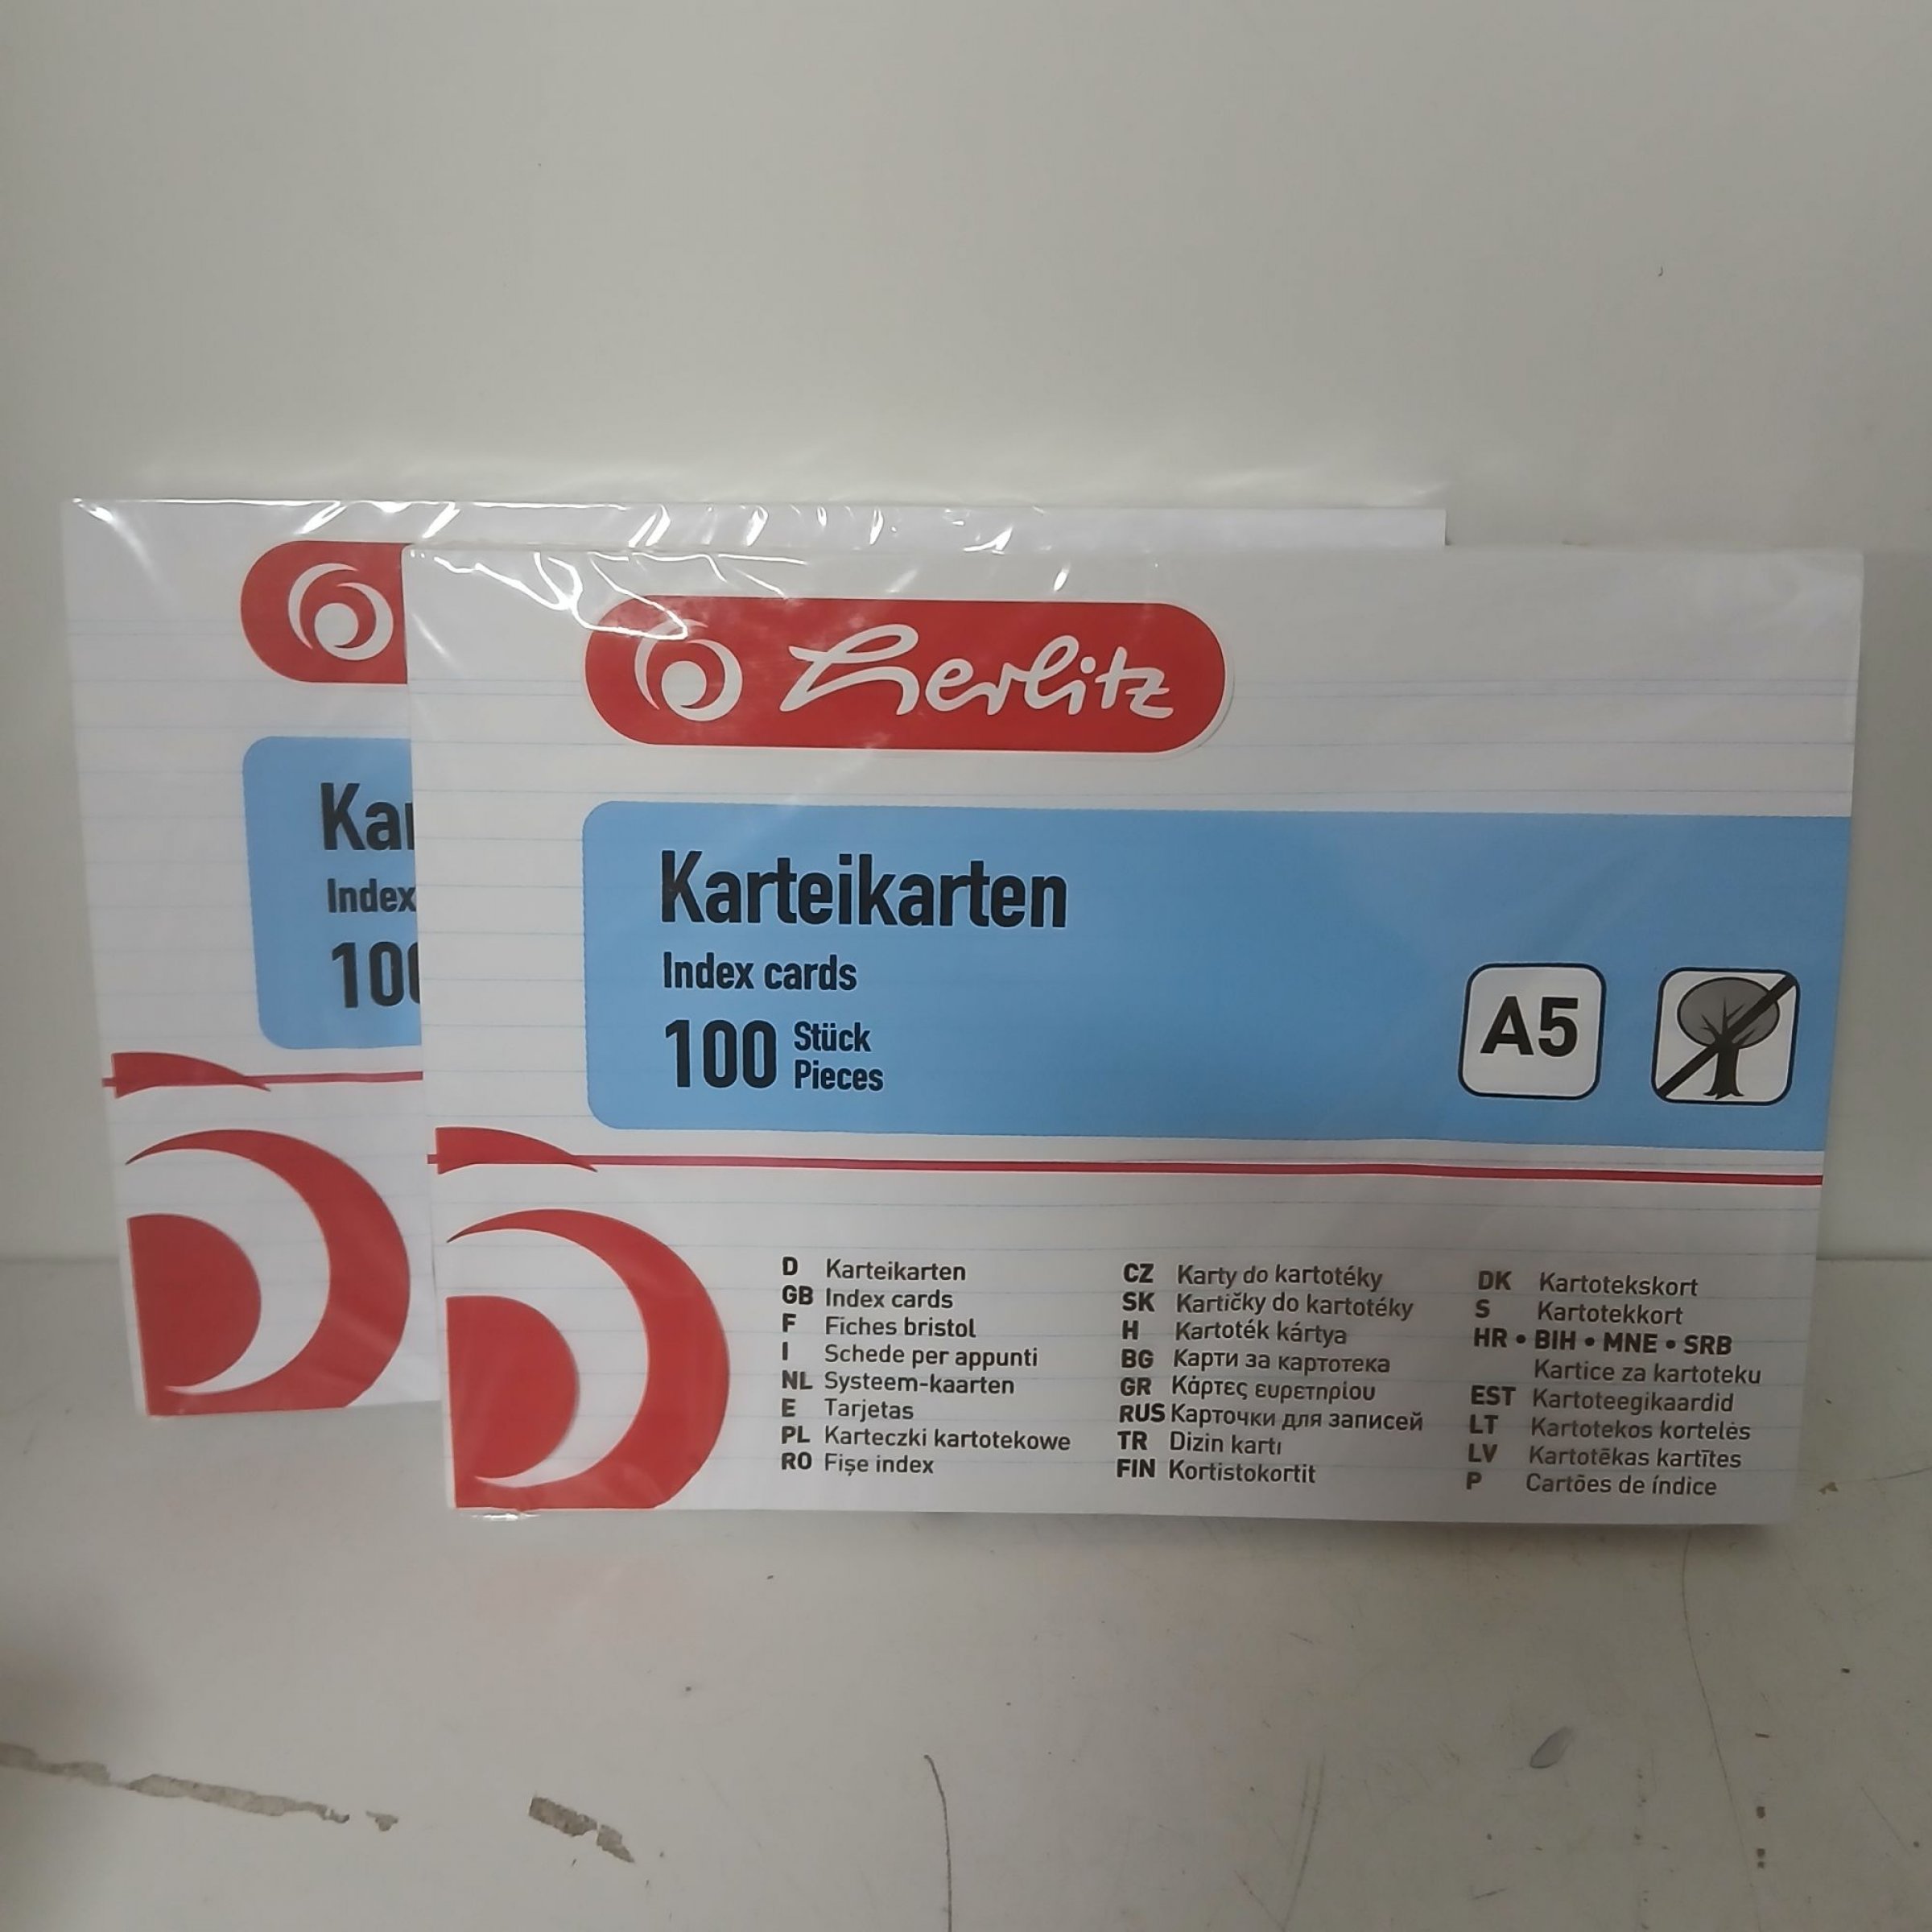 Herlitz
Karteikarten
Index cards
100 Stück
Pieces
A5
D Karteikarten
GB Index cards
F Fiches bristol
I Schede per appunti
NL Systeem-kaarten
E Tarjetas
PL Karteczki kartotekowe
RO Fișe index
CZ Karty do kartotéky
SK Kartičky do kartotéky
H Kartoték kártya
BG Карти за картотека
GR Κάρτες ευρετηρίου
RUS Карточки для записей
TR Dizin kartı
FIN Kortistokortit
DK Kartotekskort
S Kartotekkort
HR • BIH • MNE • SRB
Kartice za kartoteku
EST Kartoteegikaardid
LT Kartotekos kortelės
LV Kartotēkas kartītes
P Cartões de índice
Kar
Index
100